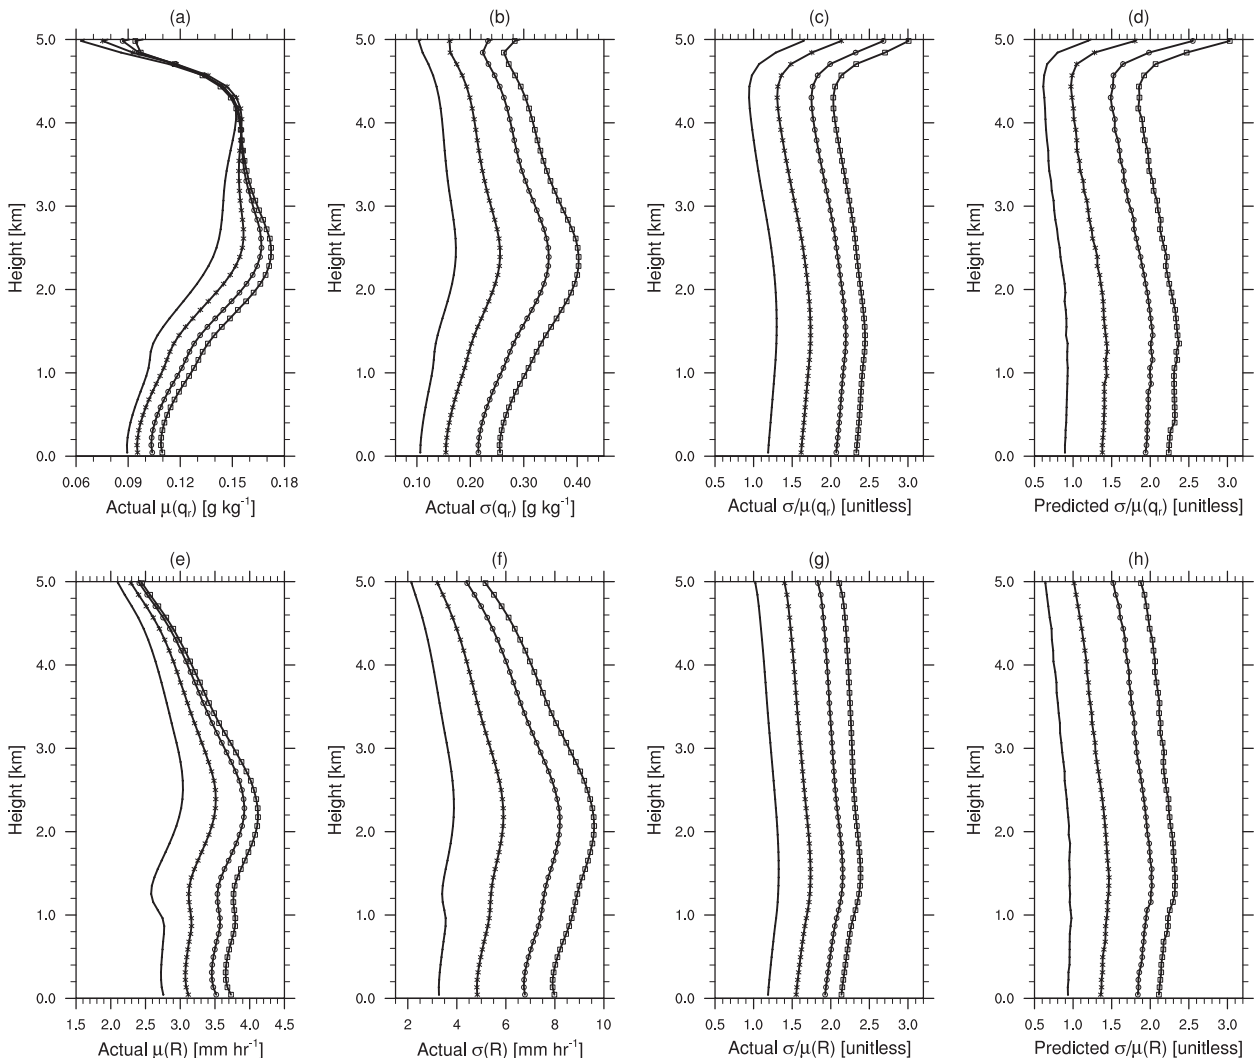 (a) (b) (c) (d)
5.0 5.0 5.0 5.0
4.0 4.0 4.0 4.0
3.0 3.0 3.0 3.0
Height [km] Height [km] Height [km] Height [km]
2.0 2.0 2.0 2.0
1.0 1.0 1.0 1.0
0.0 0.0 0.0 0.0
0.06 0.09 0.12 0.15 0.18 0.10 0.20 0.30 0.40 0.5 1.0 1.5 2.0 2.5 3.0 0.5 1.0 1.5 2.0 2.5 3.0
Actual μ(qr) [g kg-1] Actual σ(qr) [g kg-1] Actual σ/μ(qr) [unitless] Predicted σ/μ(qr) [unitless]
(e) (f) (g) (h)
5.0 5.0 5.0 5.0
4.0 4.0 4.0 4.0
3.0 3.0 3.0 3.0
Height [km] Height [km] Height [km] Height [km]
2.0 2.0 2.0 2.0
1.0 1.0 1.0 1.0
0.0 0.0 0.0 0.0
1.5 2.0 2.5 3.0 3.5 4.0 4.5 2 4 6 8 10 0.5 1.0 1.5 2.0 2.5 3.0 0.5 1.0 1.5 2.0 2.5 3.0
Actual μ(R) [mm hr-1] Actual σ(R) [mm hr-1] Actual σ/μ(R) [unitless] Predicted σ/μ(R) [unitless]